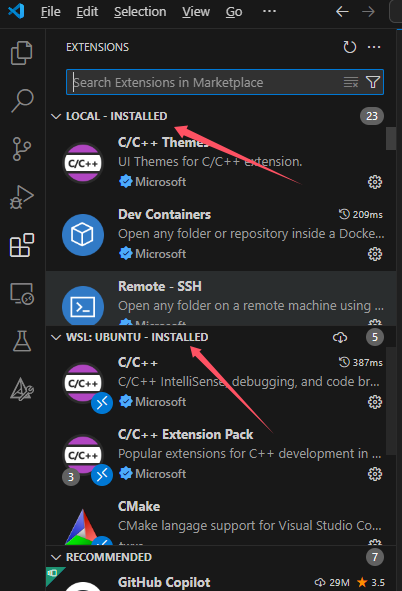 File Edit Selection View Go ...
EXTENSIONS
Search Extensions in Marketplace
LOCAL - INSTALLED 23
C/C++ Themes
UI Themes for C/C++ extension.
C/C++
Microsoft
Dev Containers 209ms
Open any folder or repository inside a Docke...
Microsoft
Remote - SSH
Open any folder on a remote machine using ...
Microsoft
WSL: UBUNTU - INSTALLED 5
C/C++ 387ms
C/C++ IntelliSense, debugging, and code br...
C/C++
Microsoft
C/C++ Extension Pack
Popular extensions for C++ development in ...
C/C++
3 Microsoft
CMake
CMake langage support for Visual Studio Co...
RECOMMENDED 7
GitHub Copilot 29M 3.5